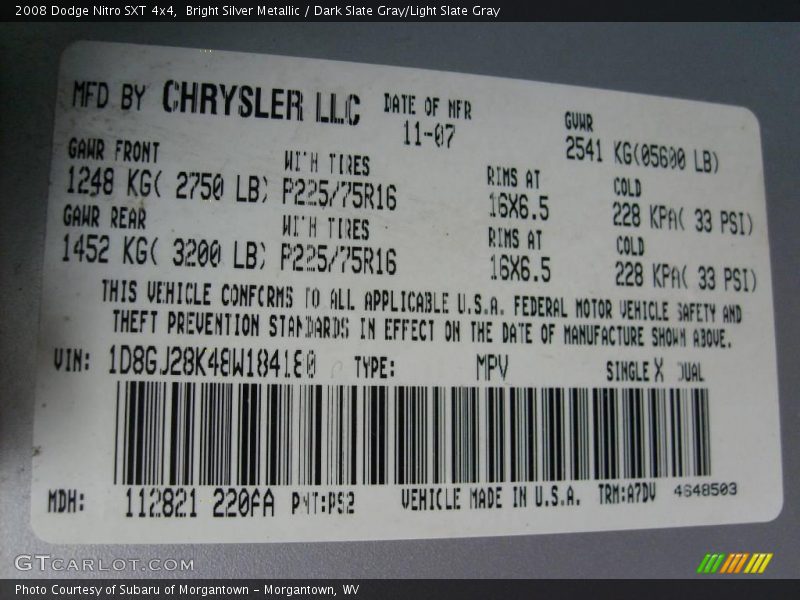 2008 Dodge Nitro SXT 4x4,  Bright Silver Metallic / Dark Slate Gray/Light Slate Gray
MFD BY CHRYSLER LLC DATE OF MFR GVWR
11-07 2541 KG(05600 LB)
GAWR FRONT WITH TIRES RIMS AT COLD
1248 KG( 2750 LB) P225/75R16 16X6.5 228 KPA( 33 PSI)
GAWR REAR WITH TIRES RIMS AT COLD
1452 KG( 3200 LB) P225/75R16 16X6.5 228 KPA( 33 PSI)
THIS VEHICLE CONFORMS TO ALL APPLICABLE U.S.A. FEDERAL MOTOR VEHICLE SAFETY AND
THEFT PREVENTION STANDARDS IN EFFECT ON THE DATE OF MANUFACTURE SHOWN ABOVE.
VIN: 1D8GJ28K48W184180 TYPE: MPV SINGLE X DUAL
MDH: 112821 220FA PNT:PS2 VEHICLE MADE IN U.S.A. TRM:A7DV 4648503
GTCARLOT.COM
Photo Courtesy of Subaru of Morgantown - Morgantown, WV